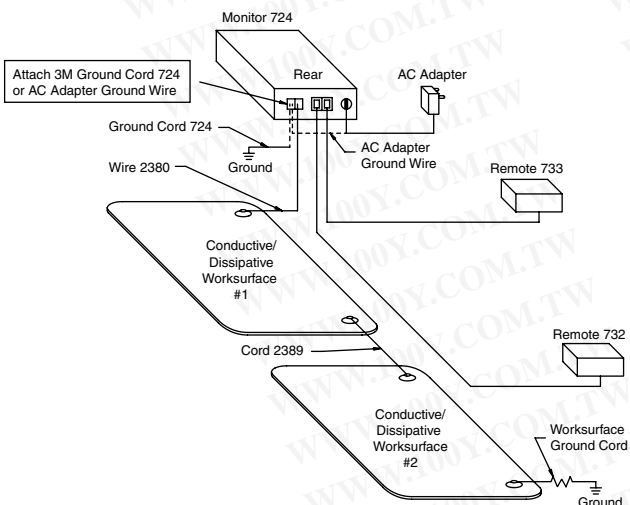 Monitor 724
Attach 3M Ground Cord 724
or AC Adapter Ground Wire
Rear
AC Adapter
Ground Cord 724
Ground
AC Adapter
Ground Wire
Wire 2380
Remote 733
Conductive/
Dissipative
Worksurface
#1
Cord 2389
Remote 732
Conductive/
Dissipative
Worksurface
#2
Worksurface
Ground Cord
Ground
WWW.100Y.COM.TW